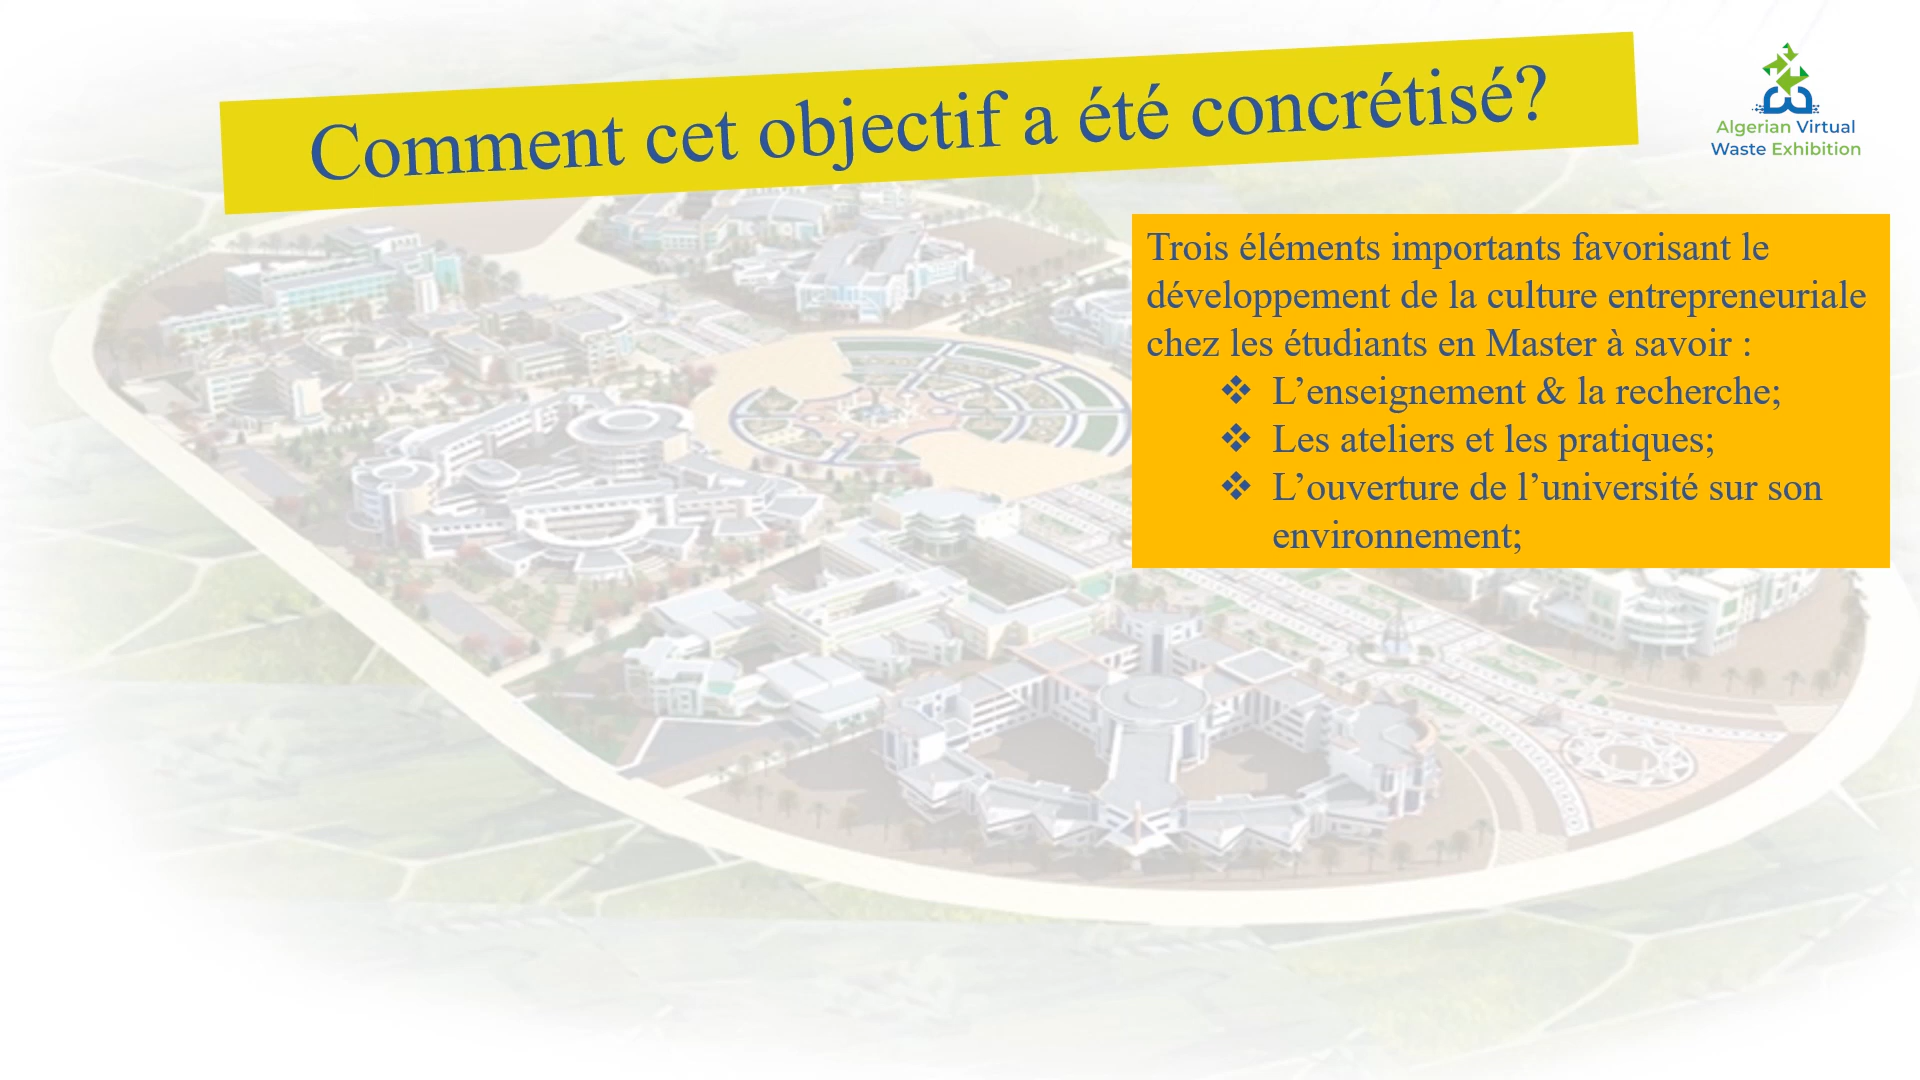 Comment cet objectif a été concrétisé?
Algerian Virtual
Waste Exhibition
Trois éléments importants favorisant le
développement de la culture entrepreneuriale
chez les étudiants en Master à savoir :
❖ L’enseignement & la recherche;
❖ Les ateliers et les pratiques;
❖ L’ouverture de l’université sur son
environnement;